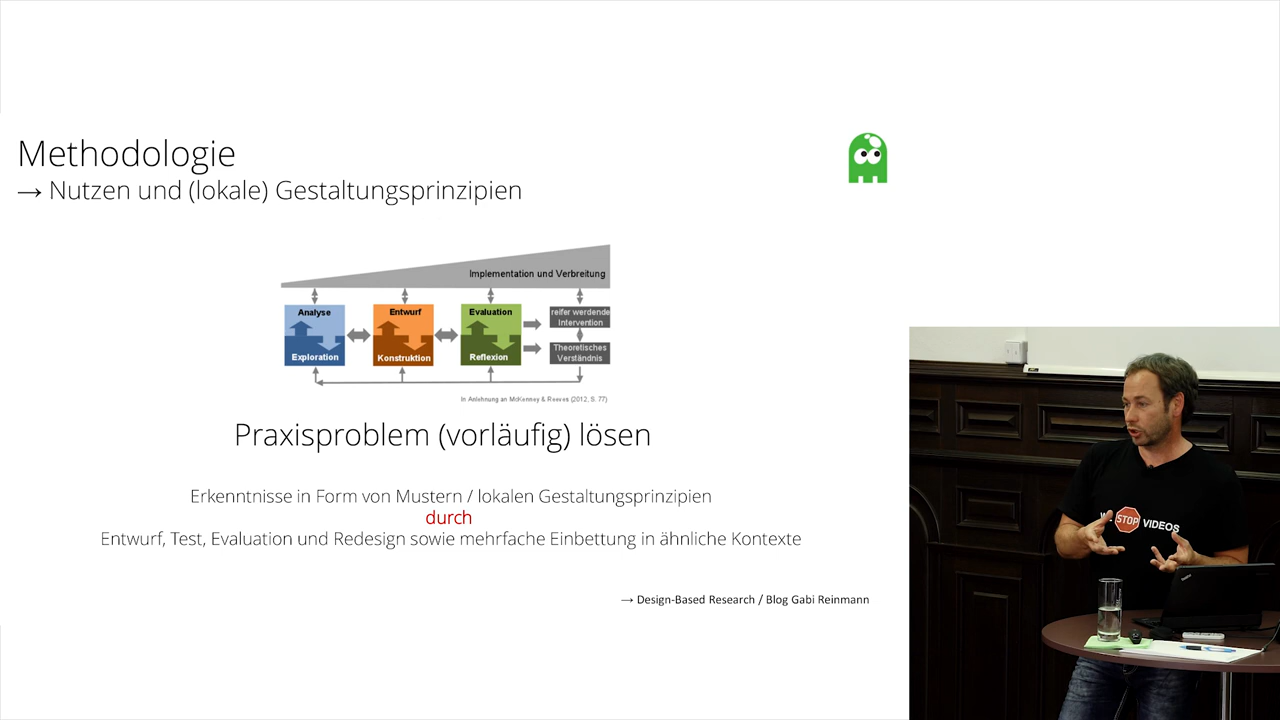 Methodologie
→ Nutzen und (lokale) Gestaltungsprinzipien
Implementation und Verbreitung
Analyse
Exploration
Entwurf
Konstruktion
Evaluation
Reflexion
reifer werdende
Intervention
Theoretisches
Verständnis
In Anlehnung an McKenney & Reeves (2012, S. 77)
Praxisproblem (vorläufig) lösen
Erkenntnisse in Form von Mustern / lokalen Gestaltungsprinzipien
durch
Entwurf, Test, Evaluation und Redesign sowie mehrfache Einbettung in ähnliche Kontexte
→ Design-Based Research / Blog Gabi Reinmann
STOP VIDEOS